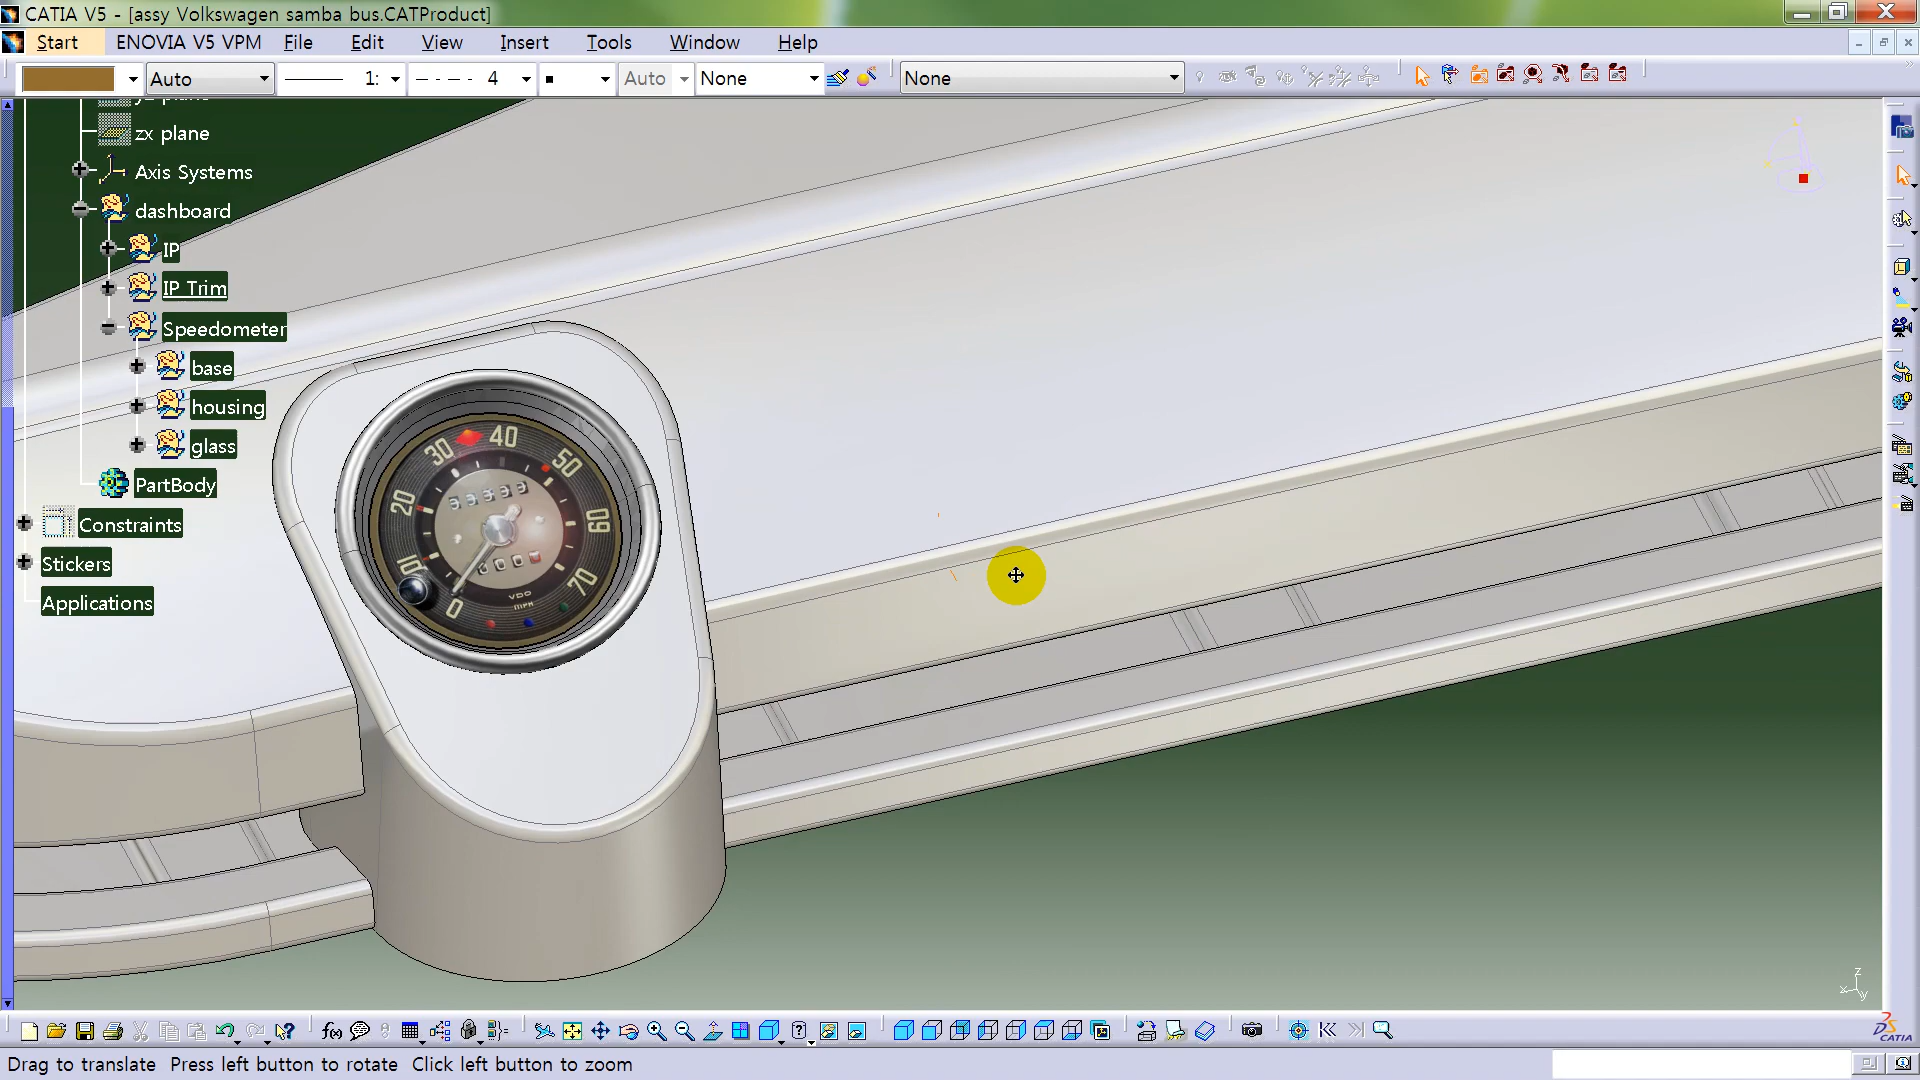 CATIA V5 - [assy Volkswagen samba bus.CATProduct]
Start ENOVIA V5 VPM File Edit View Insert Tools Window Help
Auto 1: 4 Auto None None
zx plane
Axis Systems
dashboard
IP
IP Trim
Speedometer
base
housing
glass
PartBody
Constraints
Stickers
Applications
0 10 20 30 40 50 60 70
VDO
MPH
z
x
y
f(x)
CATIA
Drag to translate Press left button to rotate Click left button to zoom